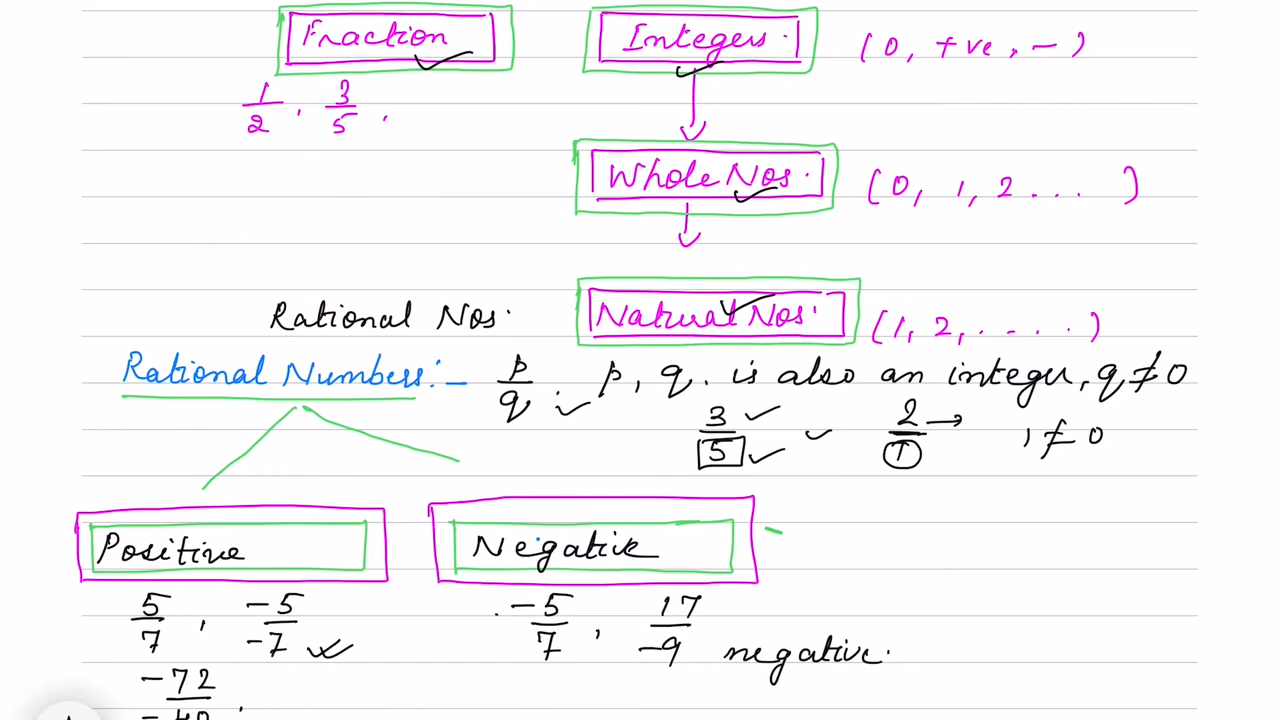 Fraction Integers. (0, +ve, -)
1/2, 3/5,
Whole Nos. (0, 1, 2 ... )
Rational Nos. Natural Nos. (1, 2, . . . . )
Rational Numbers:- p/q. p, q. is also an integer, q ≠ 0
3/5 2/1 → , ≠ 0
Positive Negative
5/7, -5/-7 -5/7, 17/-9 negative.
-72/-49.